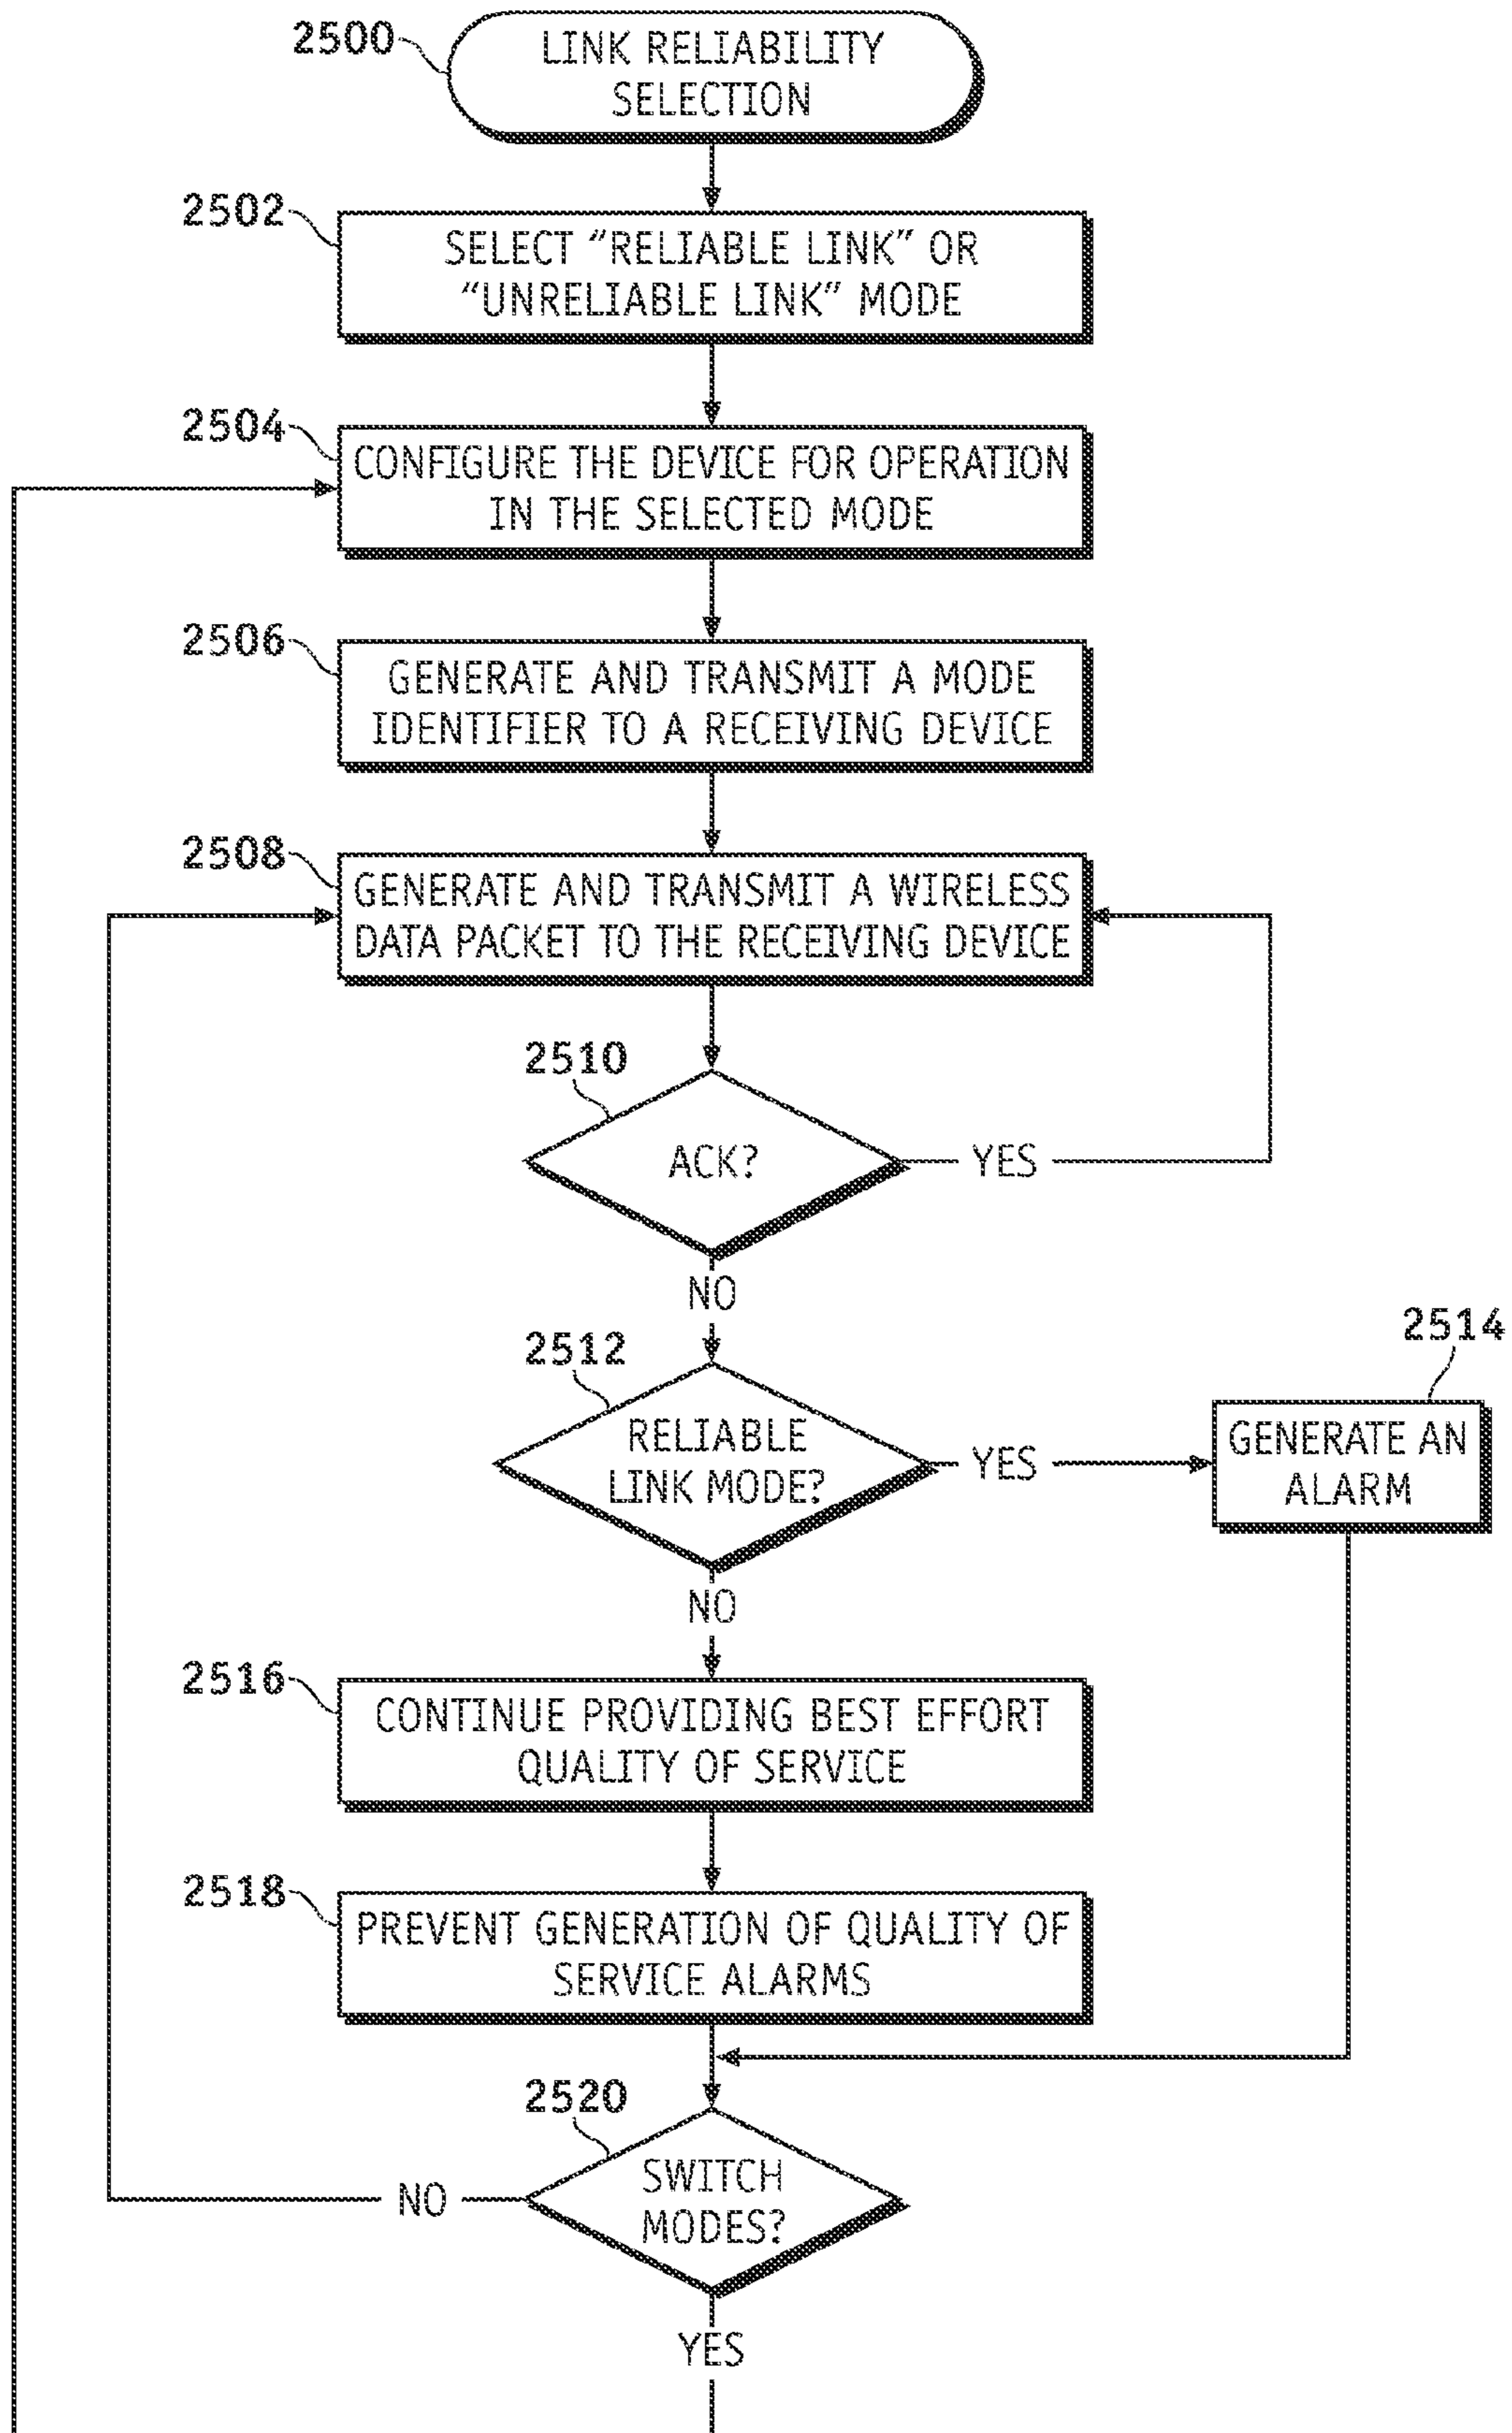 2500
LINK RELIABILITY
SELECTION
2502
SELECT “RELIABLE LINK” OR
“UNRELIABLE LINK” MODE
2504
CONFIGURE THE DEVICE FOR OPERATION
IN THE SELECTED MODE
2506
GENERATE AND TRANSMIT A MODE
IDENTIFIER TO A RECEIVING DEVICE
2508
GENERATE AND TRANSMIT A WIRELESS
DATA PACKET TO THE RECEIVING DEVICE
2510
ACK?
YES
NO
2512
RELIABLE
LINK MODE?
YES
2514
GENERATE AN
ALARM
NO
2516
CONTINUE PROVIDING BEST EFFORT
QUALITY OF SERVICE
2518
PREVENT GENERATION OF QUALITY OF
SERVICE ALARMS
2520
SWITCH
MODES?
NO
YES